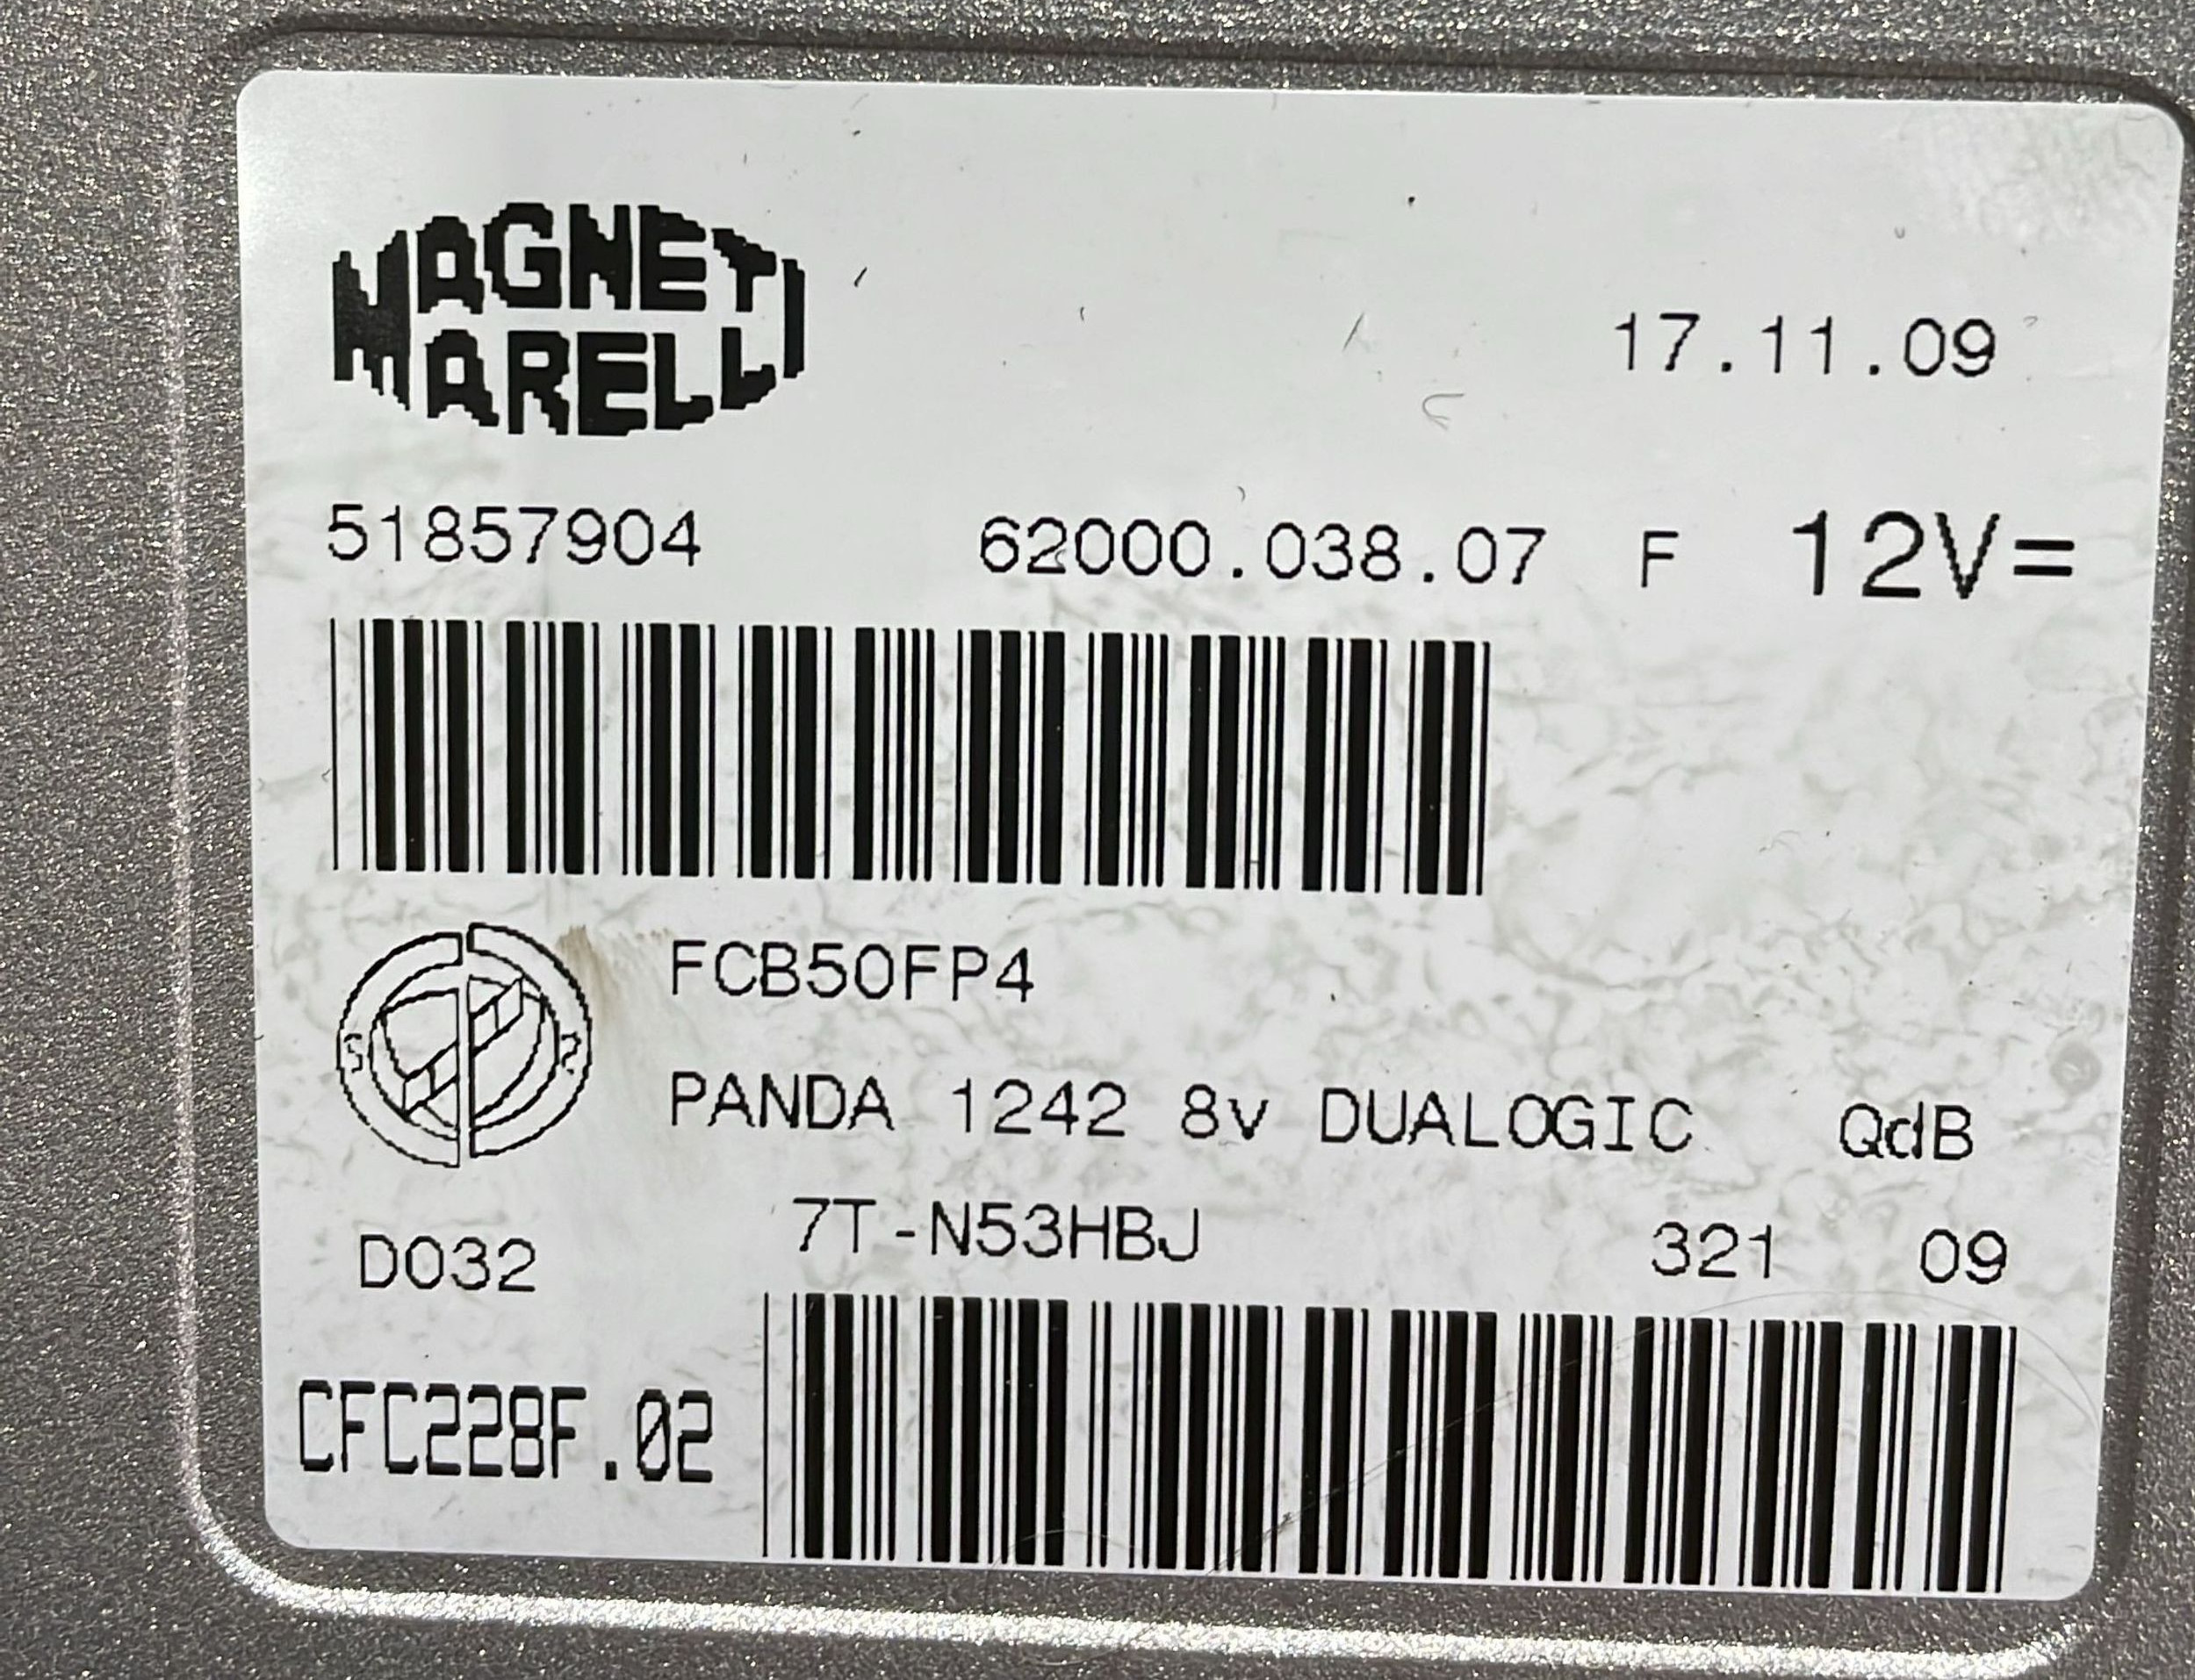 MAGNETI
MARELLI
17.11.09
51857904 62000.038.07 F 12V=
FCB50FP4
PANDA 1242 8v DUALOGIC QdB
D032 7T-N53HBJ 321 09
CFC228F.02